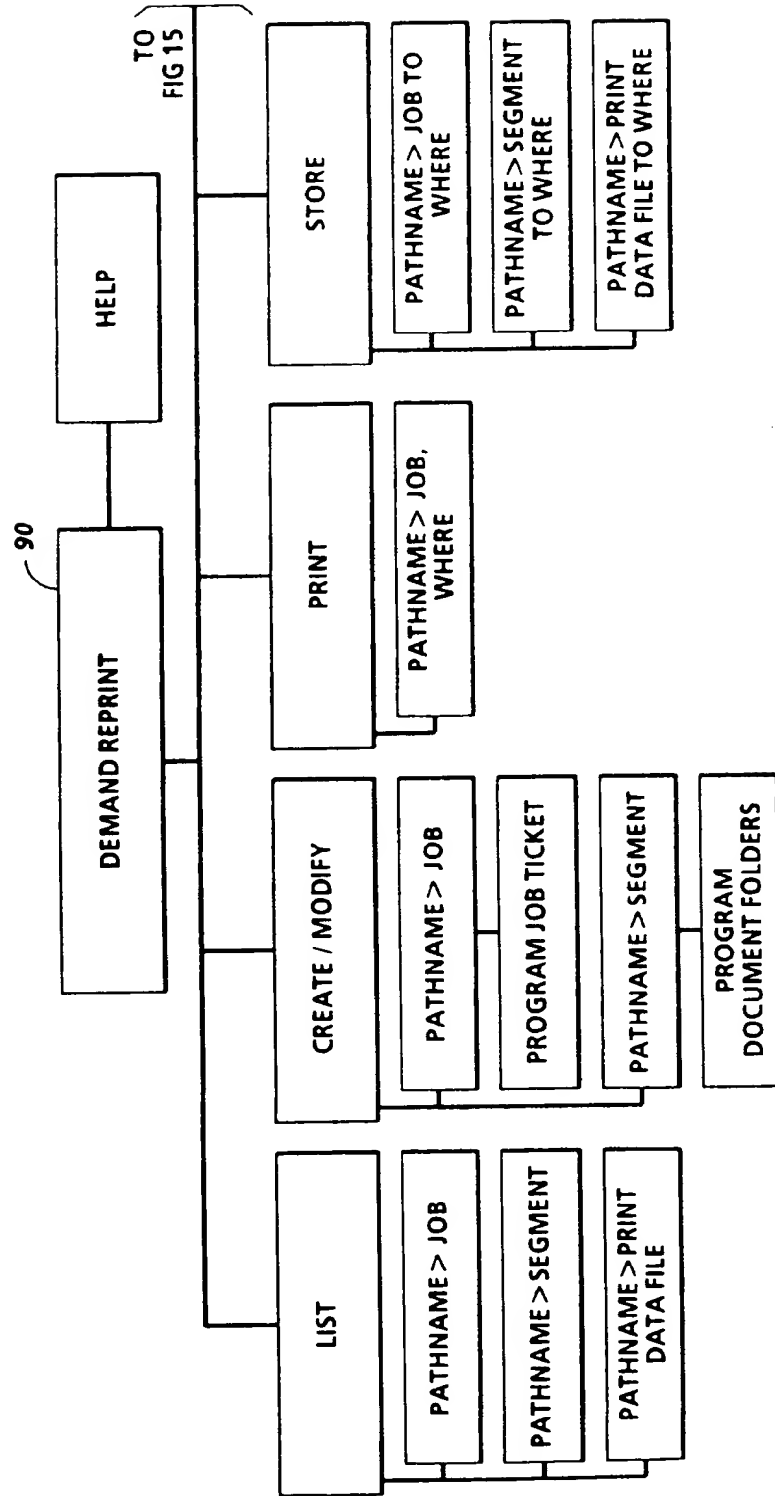 90
DEMAND REPRINT
HELP
TO
FIG 15
LIST
PATHNAME > JOB
PATHNAME > SEGMENT
PATHNAME > PRINT
DATA FILE
CREATE / MODIFY
PATHNAME > JOB
PROGRAM JOB TICKET
PATHNAME > SEGMENT
PROGRAM
DOCUMENT FOLDERS
PRINT
PATHNAME > JOB,
WHERE
STORE
PATHNAME > JOB TO
WHERE
PATHNAME > SEGMENT
TO WHERE
PATHNAME > PRINT
DATA FILE TO WHERE